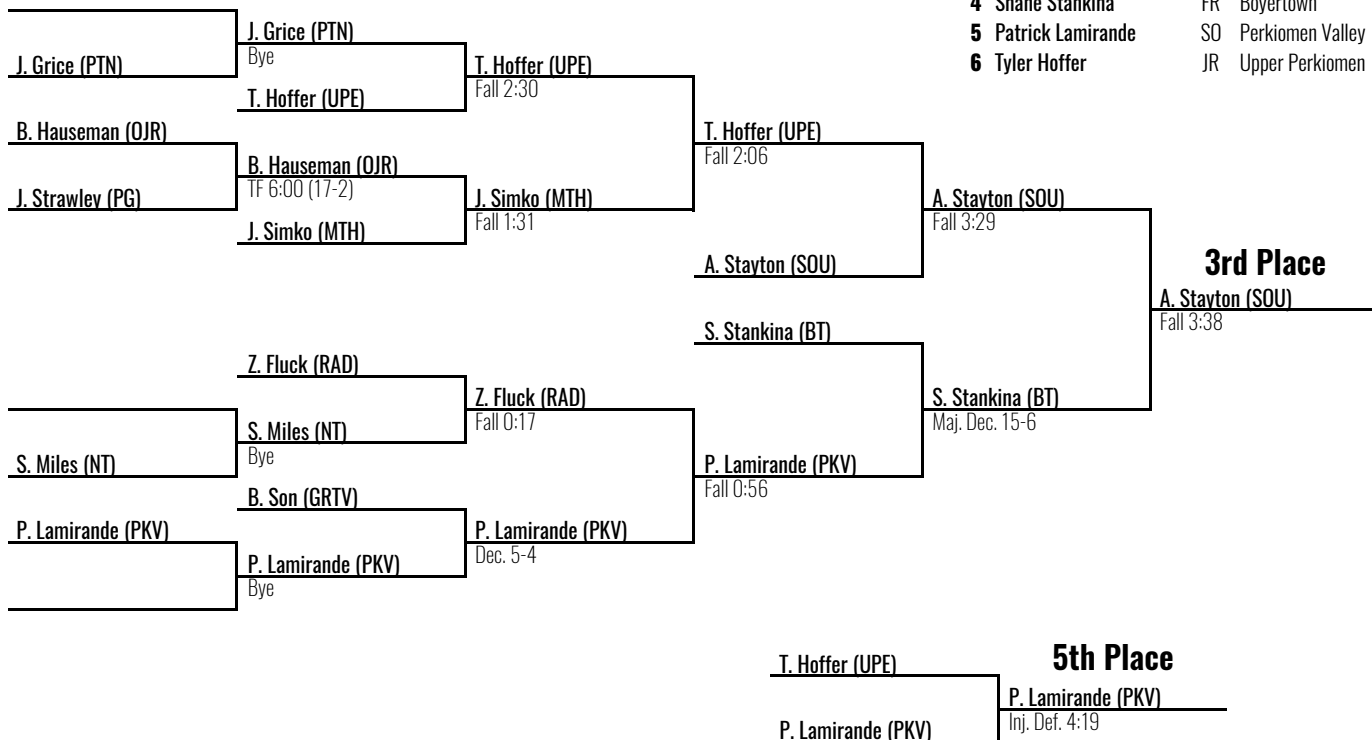 4 Shane Stankina FR Boyertown
5 Patrick Lamirande SO Perkiomen Valley
6 Tyler Hoffer JR Upper Perkiomen
J. Grice (PTN)
J. Grice (PTN)
Bye
T. Hoffer (UPE)
T. Hoffer (UPE)
Fall 2:30
B. Hauseman (OJR)
J. Strawley (PG)
B. Hauseman (OJR)
TF 6:00 (17-2)
J. Simko (MTH)
J. Simko (MTH)
Fall 1:31
T. Hoffer (UPE)
Fall 2:06
A. Stayton (SOU)
A. Stayton (SOU)
Fall 3:29
3rd Place
A. Stayton (SOU)
Fall 3:38
S. Stankina (BT)
S. Stankina (BT)
Maj. Dec. 15-6
Z. Fluck (RAD)
S. Miles (NT)
S. Miles (NT)
Bye
Z. Fluck (RAD)
Fall 0:17
B. Son (GRTV)
P. Lamirande (PKV)
P. Lamirande (PKV)
Bye
P. Lamirande (PKV)
Dec. 5-4
P. Lamirande (PKV)
Fall 0:56
5th Place
T. Hoffer (UPE)
P. Lamirande (PKV)
P. Lamirande (PKV)
Inj. Def. 4:19